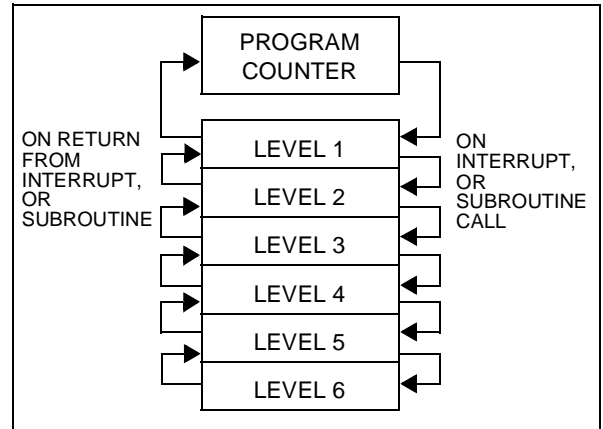 PROGRAM
COUNTER
ON RETURN
FROM
INTERRUPT,
OR
SUBROUTINE
LEVEL 1
LEVEL 2
LEVEL 3
LEVEL 4
LEVEL 5
LEVEL 6
ON
INTERRUPT,
OR
SUBROUTINE
CALL